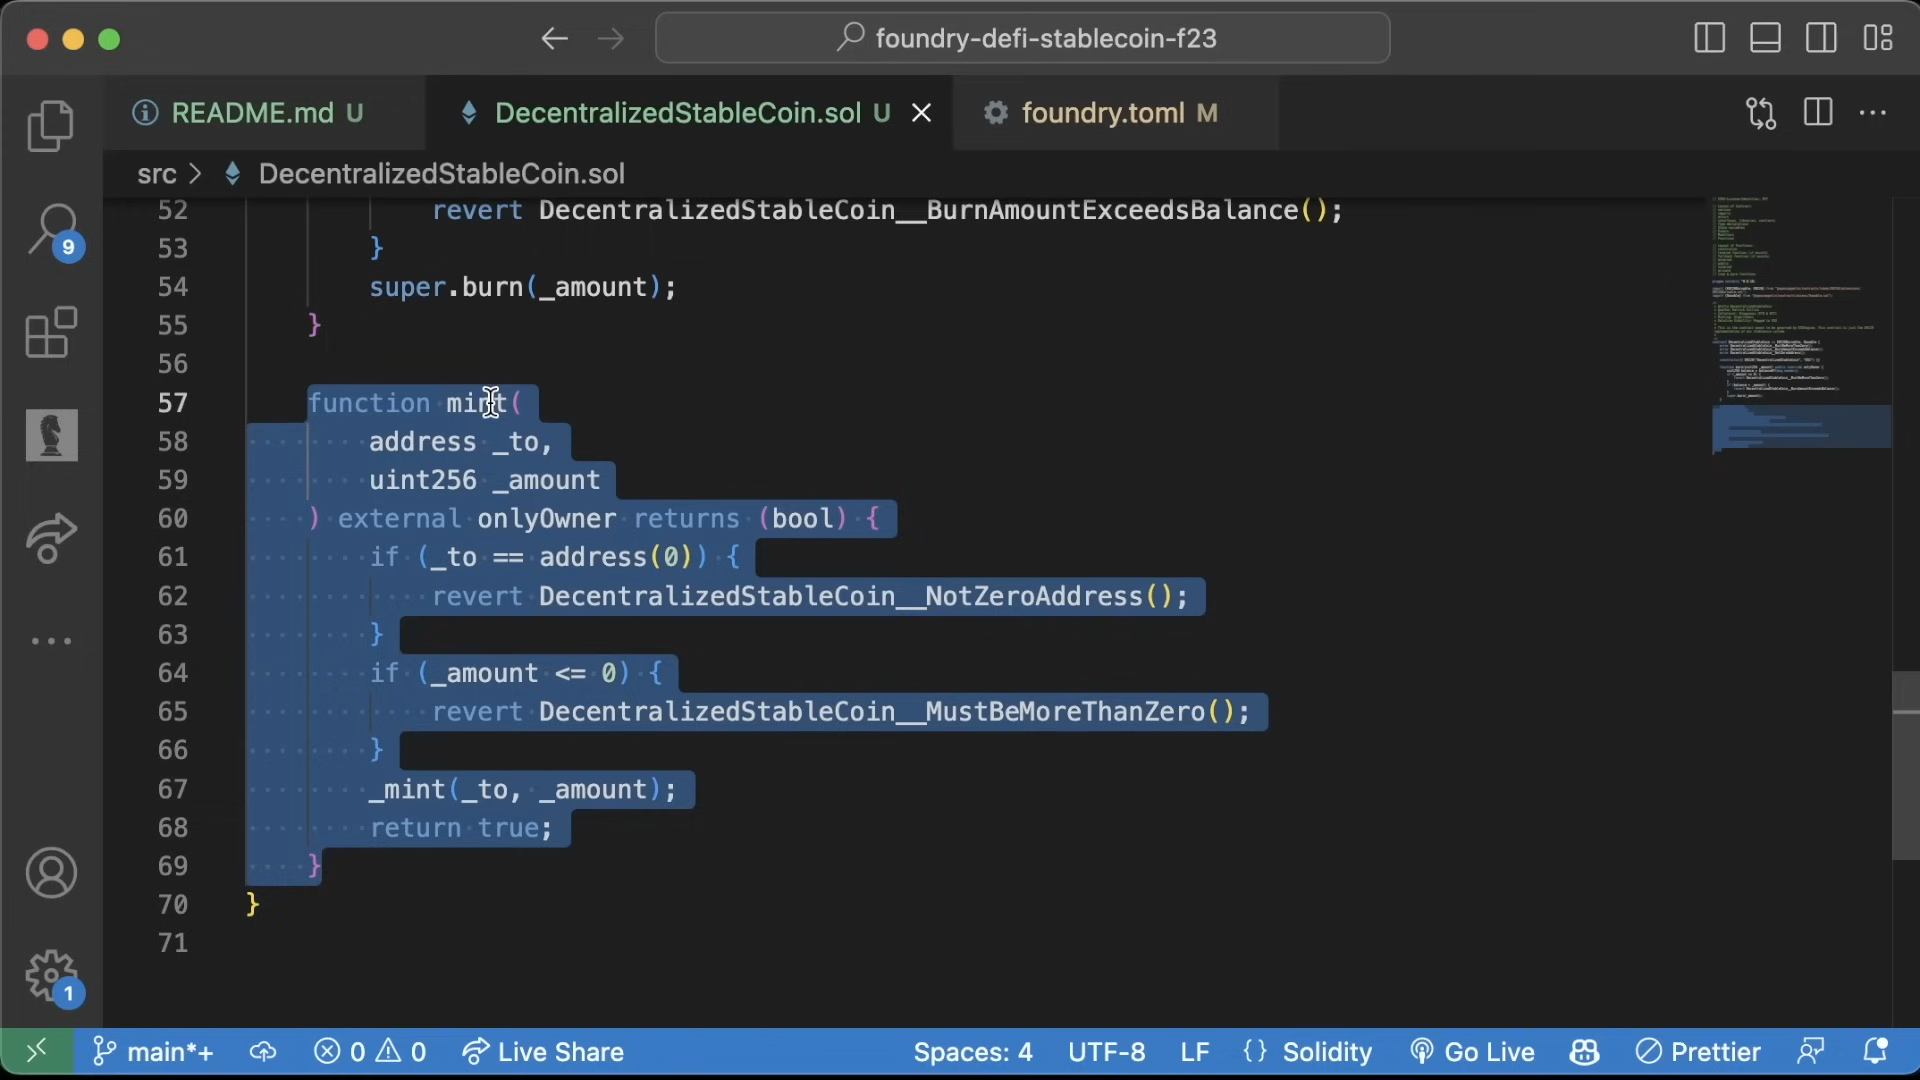 foundry-defi-stablecoin-f23
README.md U
DecentralizedStableCoin.sol U
foundry.toml M
src > DecentralizedStableCoin.sol
52 revert DecentralizedStableCoin__BurnAmountExceedsBalance();
53 }
54 super.burn(_amount);
55 }
56
57 function mint(
58 address _to,
59 uint256 _amount
60 ) external onlyOwner returns (bool) {
61 if (_to == address(0)) {
62 revert DecentralizedStableCoin__NotZeroAddress();
63 }
64 if (_amount <= 0) {
65 revert DecentralizedStableCoin__MustBeMoreThanZero();
66 }
67 _mint(_to, _amount);
68 return true;
69 }
70 }
71
9
1
main*+ 0 0 Live Share Spaces: 4 UTF-8 LF {} Solidity Go Live Prettier